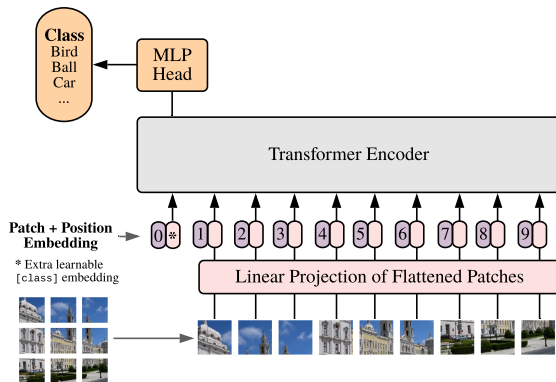 Class
Bird
Ball
Car
...
MLP
Head
Transformer Encoder
Patch + Position
Embedding
0 * 1 2 3 4 5 6 7 8 9
* Extra learnable
[class] embedding
Linear Projection of Flattened Patches